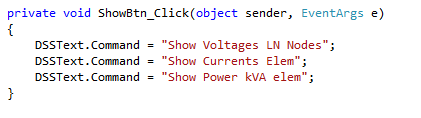 private void ShowBtn_Click(object sender, EventArgs e)
{
    DSSText.Command = "Show Voltages LN Nodes";
    DSSText.Command = "Show Currents Elem";
    DSSText.Command = "Show Power kVA elem";
}